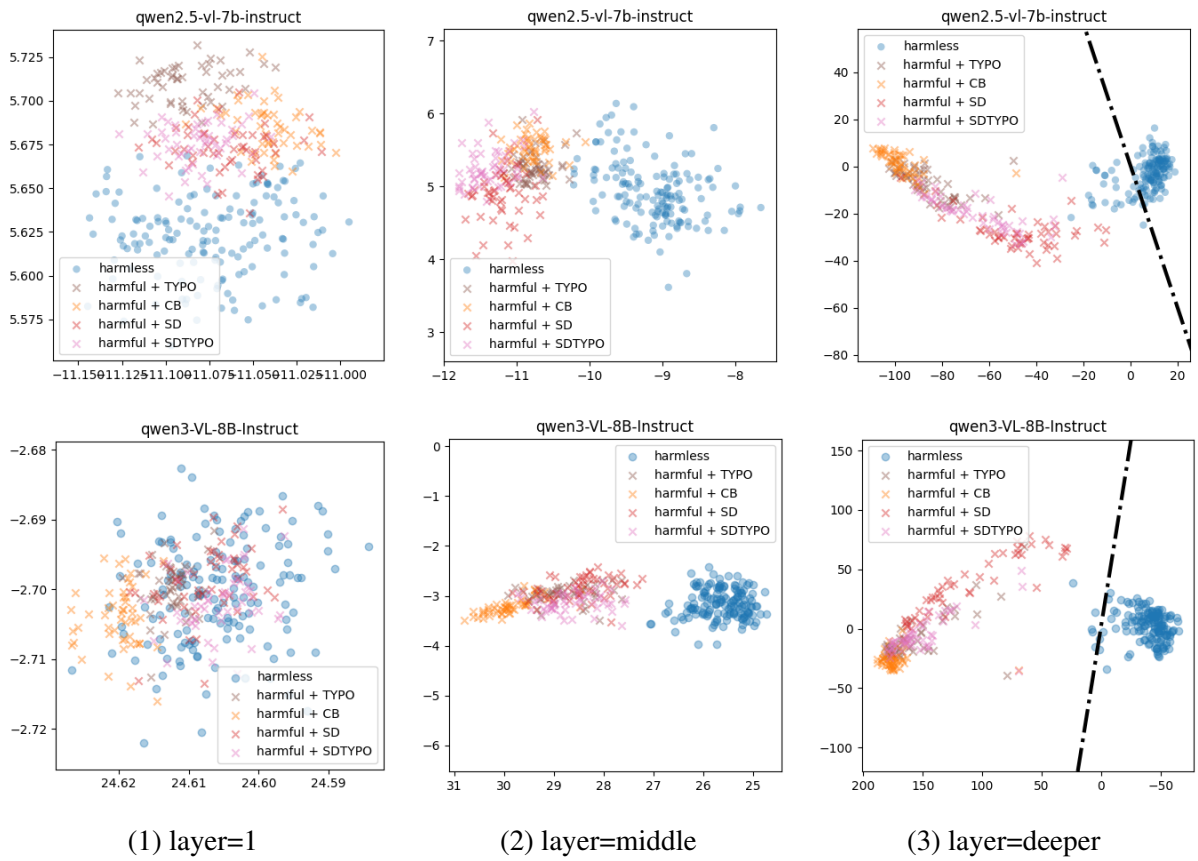 qwen2.5-vl-7b-instruct
5.725
5.700
5.675
5.650
5.625
5.600
5.575
harmless
harmful + TYPO
harmful + CB
harmful + SD
harmful + SDTYPO
−11.150 −11.125 −11.100 −11.075 −11.050 −11.025 −11.000
qwen2.5-vl-7b-instruct
7
6
5
4
3
harmless
harmful + TYPO
harmful + CB
harmful + SD
harmful + SDTYPO
−12 −11 −10 −9 −8
qwen2.5-vl-7b-instruct
harmless
harmful + TYPO
harmful + CB
harmful + SD
harmful + SDTYPO
40
20
0
−20
−40
−60
−80
−100 −80 −60 −40 −20 0 20
qwen3-VL-8B-Instruct
−2.68
−2.69
−2.70
−2.71
−2.72
harmless
harmful + TYPO
harmful + CB
harmful + SD
harmful + SDTYPO
24.62 24.61 24.60 24.59
qwen3-VL-8B-Instruct
harmless
harmful + TYPO
harmful + CB
harmful + SD
harmful + SDTYPO
0
−1
−2
−3
−4
−5
−6
31 30 29 28 27 26 25
qwen3-VL-8B-Instruct
harmless
harmful + TYPO
harmful + CB
harmful + SD
harmful + SDTYPO
150
100
50
0
−50
−100
200 150 100 50 0 −50
(1) layer=1
(2) layer=middle
(3) layer=deeper